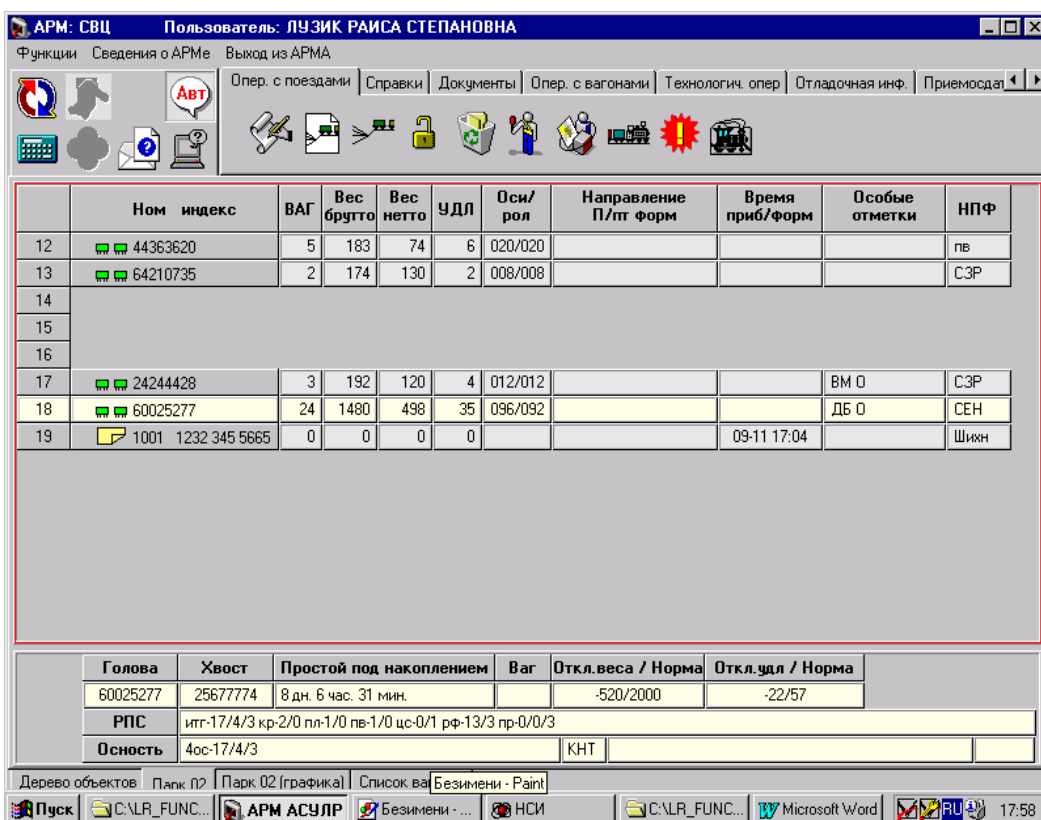 АРМ: СВЦ Пользователь: ЛУЗИК РАИСА СТЕПАНОВНА
Функции Сведения о АРМе Выход из АРМА
Опер. с поездами Справки Документы Опер. с вагонами Технологич. опер Отладочная инф. Приемосдат
Авт
Ном индекс ВАГ Вес брутто Вес нетто УДЛ Оси/рол Направление П/пт форм Время приб/форм Особые отметки НПФ
12 44363620 5 183 74 6 020/020 пв
13 64210735 2 174 130 2 008/008 СЗР
14
15
16
17 24244428 3 192 120 4 012/012 ВМ О СЗР
18 60025277 24 1480 498 35 096/092 ДБ О СЕН
19 1001 1232 345 5665 0 0 0 0 09-11 17:04 Шихн
Голова Хвост Простой под накоплением Ваг Откл.веса / Норма Откл.удл / Норма
60025277 25677774 8 дн. 6 час. 31 мин. -520/2000 -22/57
РПС итг-17/4/3 кр-2/0 пл-1/0 пв-1/0 цс-0/1 рф-13/3 пр-0/0/3
Осность 4ос-17/4/3 КНТ
Дерево объектов Парк 02 Парк 02 (графика) Список ваг Безимени - Paint
Пуск C:\LR_FUNC... АРМ АСУЛР Безимени - ... НСИ C:\LR_FUNC... Microsoft Word RU 17:58